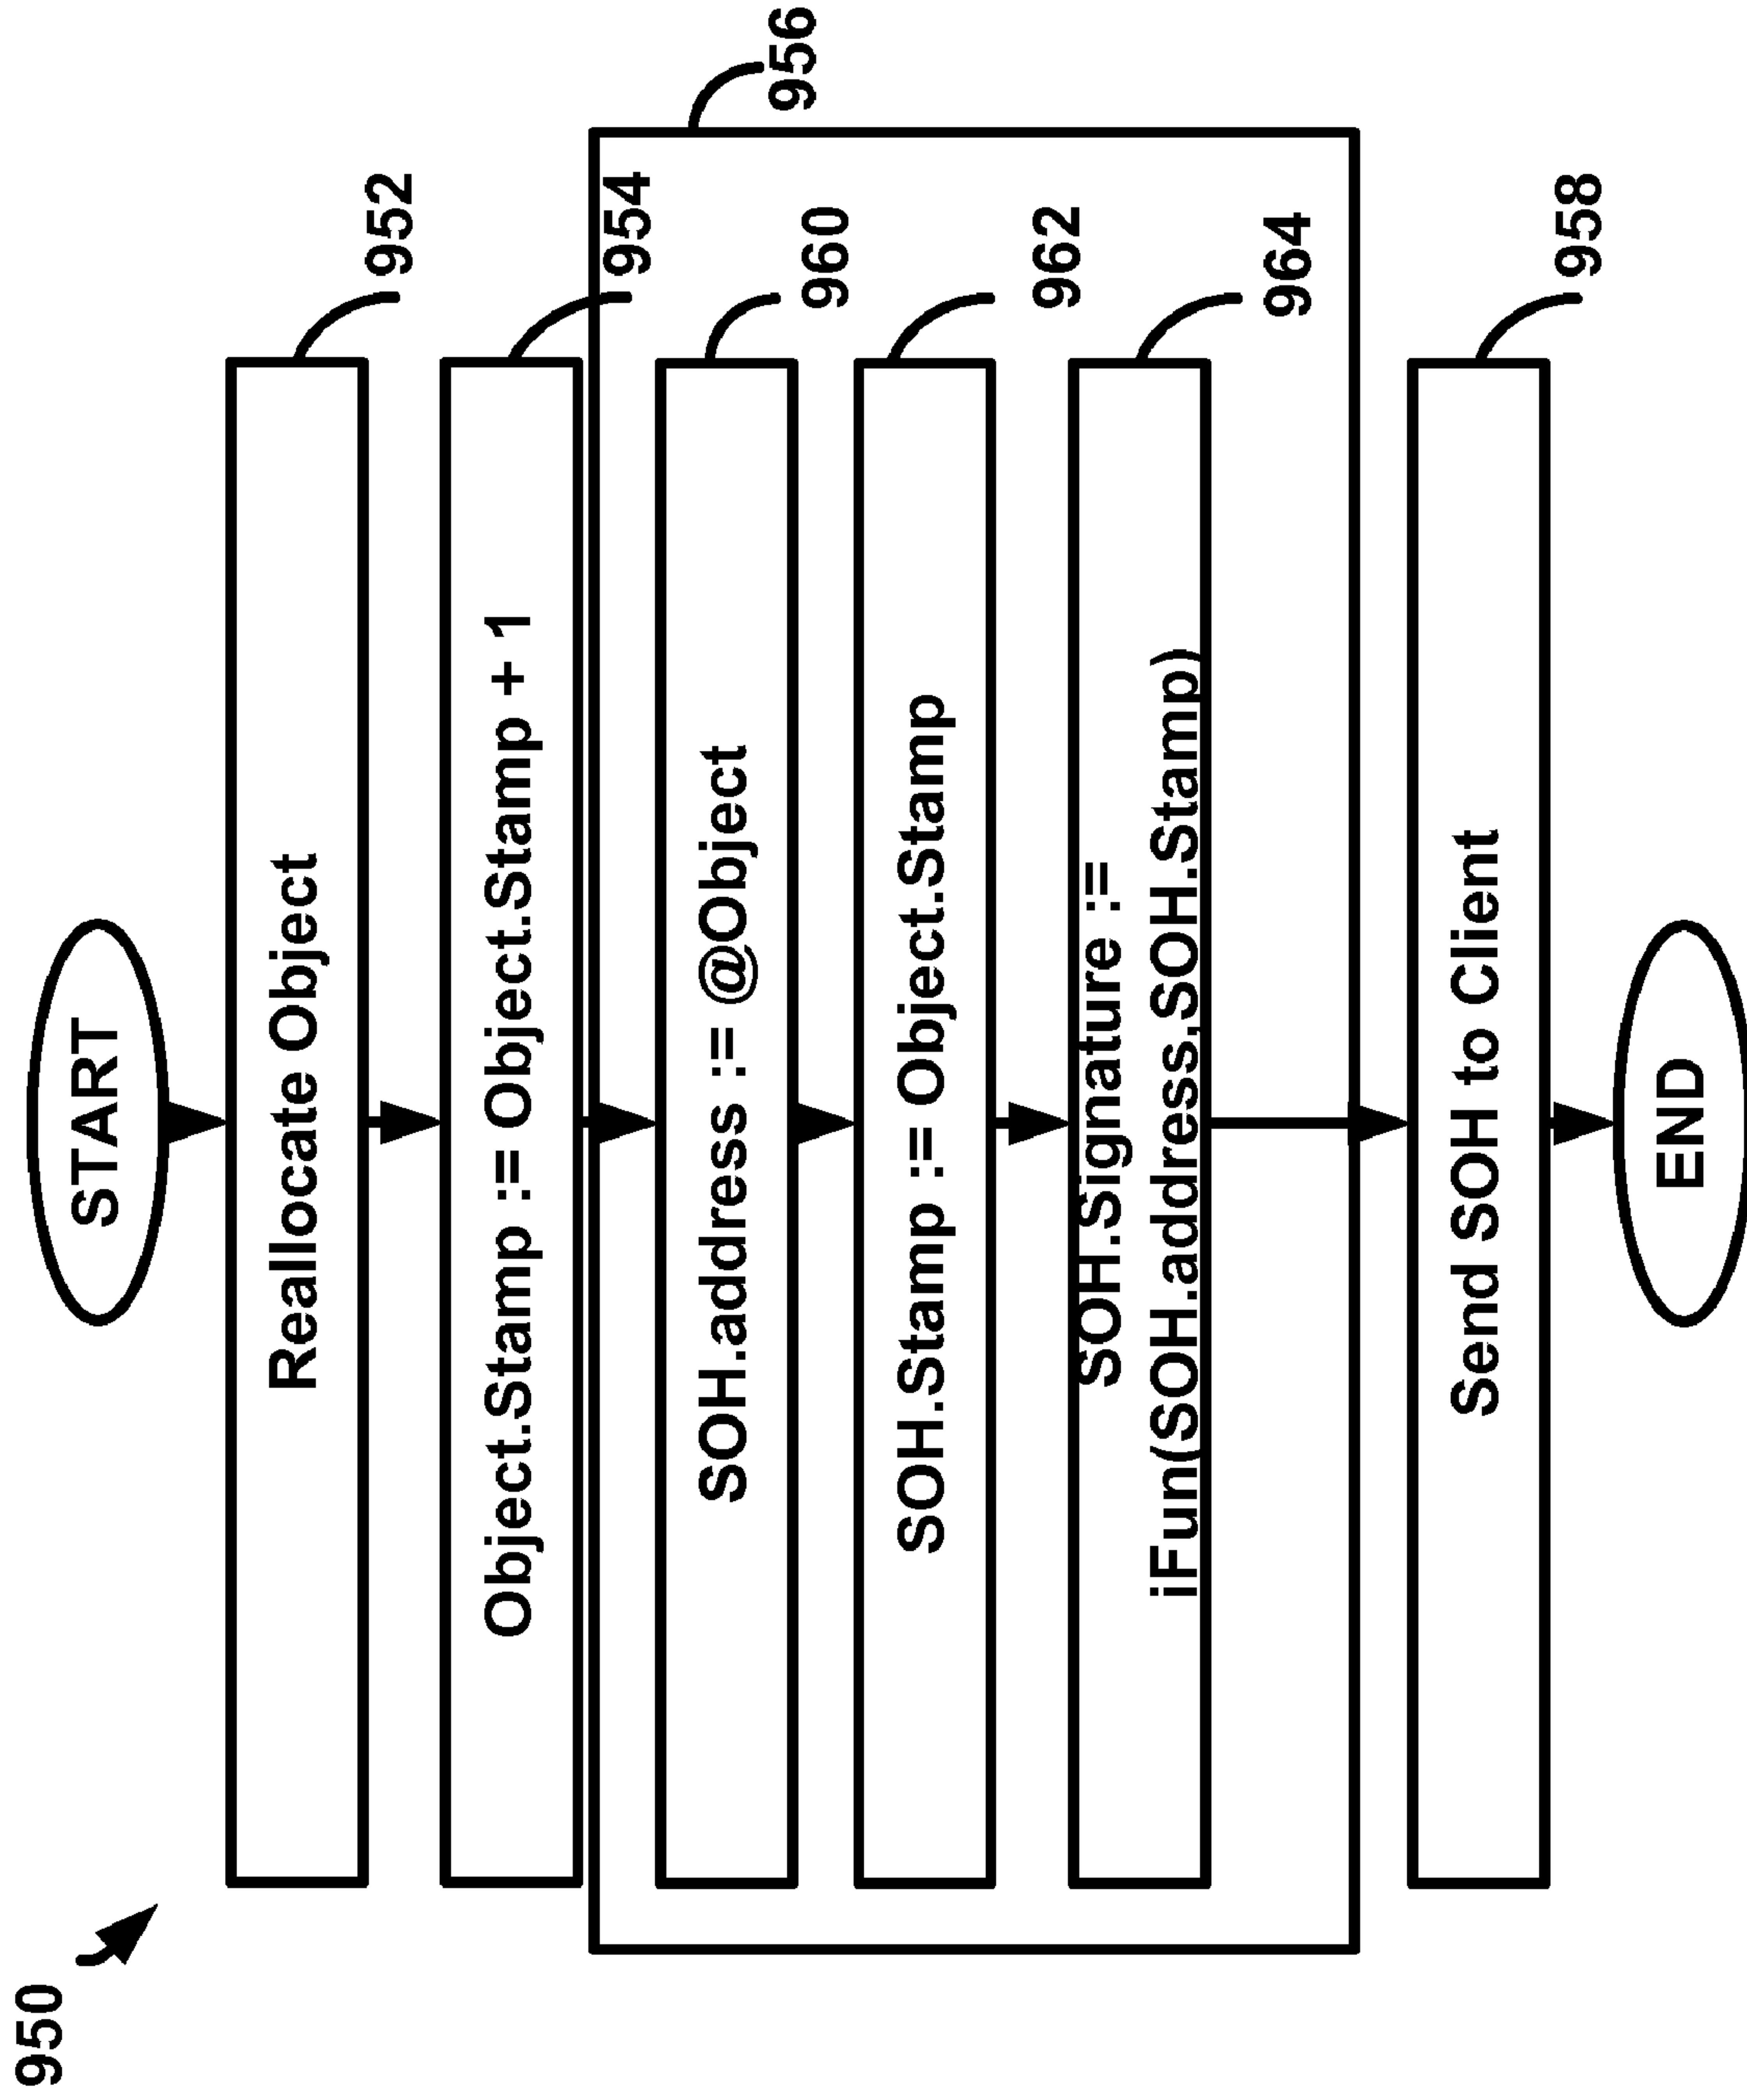 950
START
Reallocate Object
952
Object.Stamp := Object.Stamp + 1
954
956
SOH.address := @Object
960
SOH.Stamp := Object.Stamp
962
SOH.Signature :=
iFun(SOH.address,SOH.Stamp)
964
Send SOH to Client
958
END